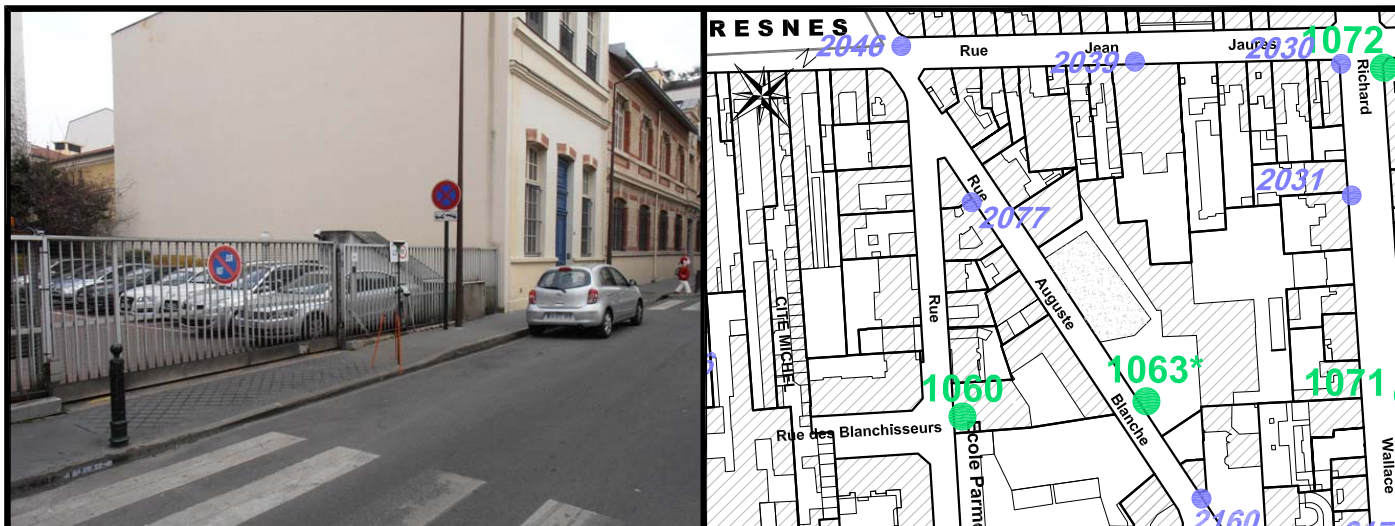 RESNES
2046
Rue
Jean
Jaures
2039
2030
1072
Richard
2031
Rue
2077
Auguste
Rue
CITE MICHEL
1063*
1060
1071
Blanche
Rue des Blanchisseurs
Ecole Parme
Wallace
2160